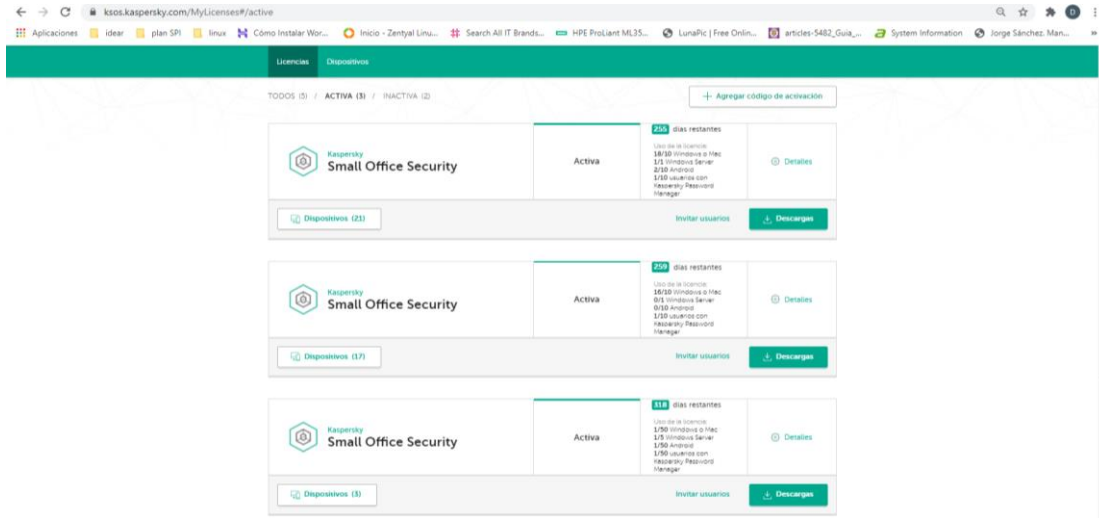 ksos.kaspersky.com/MyLicenses#/active
Aplicaciones idear plan SPI linux Cómo Instalar Wor... Inicio - Zentyal Linu... Search All IT Brands... HPE ProLiant ML35... LunaPic | Free Onlin... articles-5482_Guia_... System Information Jorge Sánchez. Man... »
Licencias Dispositivos
TODOS (5) / ACTIVA (3) / INACTIVA (2) Agregar código de activación
255 días restantes
Uso de la licencia:
Kaspersky
Small Office Security
Activa
18/10 Windows o Mac
1/1 Windows Server
2/10 Android
1/10 usuarios con
Kaspersky Password
Manager
Detalles
Dispositivos (21) Invitar usuarios Descargas
259 días restantes
Uso de la licencia:
Kaspersky
Small Office Security
Activa
16/10 Windows o Mac
0/1 Windows Server
0/10 Android
1/10 usuarios con
Kaspersky Password
Manager
Detalles
Dispositivos (17) Invitar usuarios Descargas
318 días restantes
Uso de la licencia:
Kaspersky
Small Office Security
Activa
1/50 Windows o Mac
1/5 Windows Server
1/50 Android
1/50 usuarios con
Kaspersky Password
Manager
Detalles
Dispositivos (3) Invitar usuarios Descargas
D